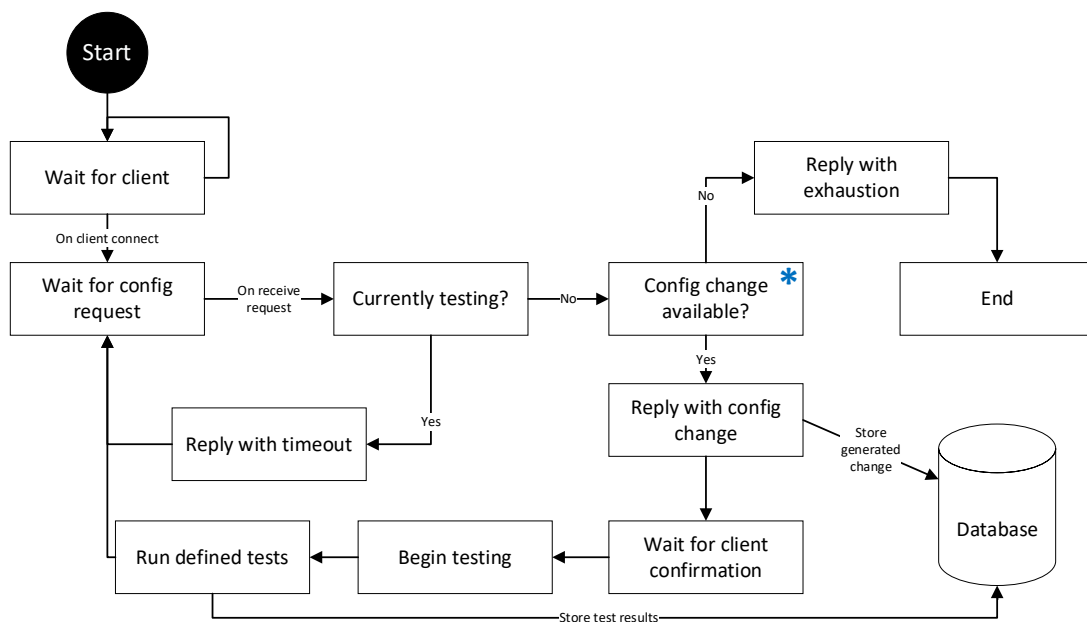 Start
Wait for client
On client connect
Wait for config
request
On receive
request
Currently testing?
No
Config change
available?
*
No
Reply with
exhaustion
End
Yes
Reply with timeout
Yes
Reply with config
change
Store
generated
change
Database
Wait for client
confirmation
Begin testing
Run defined tests
Store test results